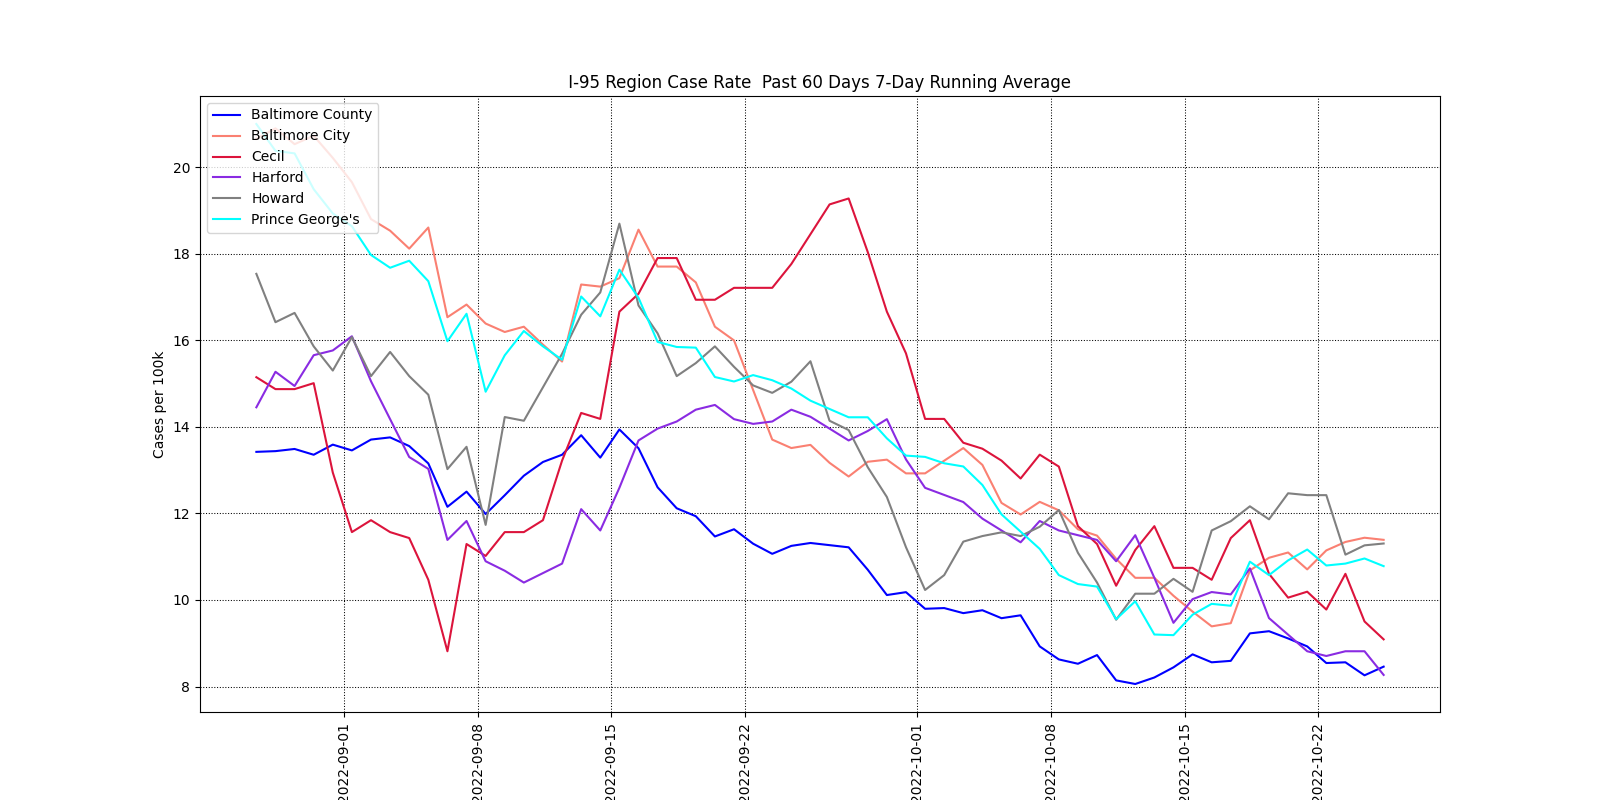 I-95 Region Case Rate  Past 60 Days 7-Day Running Average
Baltimore County
Baltimore City
Cecil
Harford
Howard
Prince George's
Cases per 100k
20
18
16
14
12
10
8
2022-09-01
2022-09-08
2022-09-15
2022-09-22
2022-10-01
2022-10-08
2022-10-15
2022-10-22